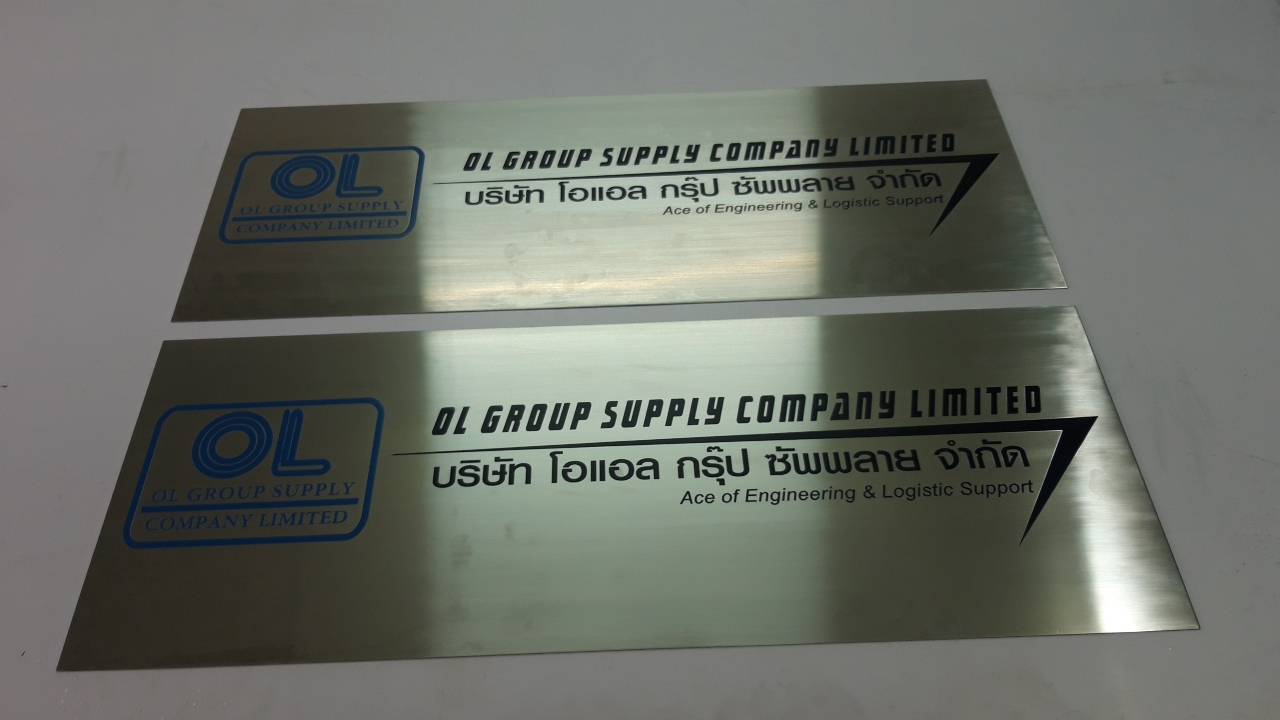 OL
OL GROUP SUPPLY
COMPANY LIMITED
OL GROUP SUPPLY COMPANY LIMITED
บริษัท โอแอล กรุ๊ป ซัพพลาย จำกัด
Ace of Engineering & Logistic Support
OL
OL GROUP SUPPLY
COMPANY LIMITED
OL GROUP SUPPLY COMPANY LIMITED
บริษัท โอแอล กรุ๊ป ซัพพลาย จำกัด
Ace of Engineering & Logistic Support